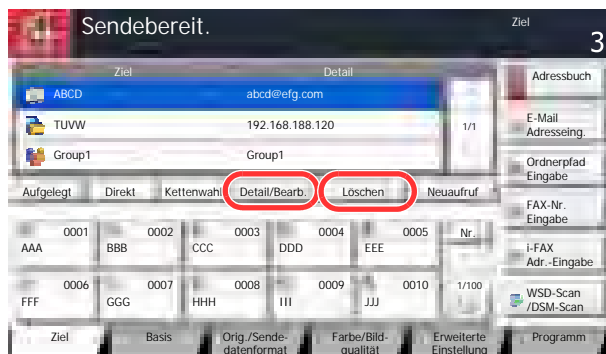 Sendebereit.
Ziel
3
Ziel Detail
ABCD abcd@efg.com
TUVW 192.168.188.120
1/1
Group1 Group1
Adressbuch
E-Mail
Adresseing.
Ordnerpfad
Eingabe
Aufgelegt Direkt Kettenwahl Detail/Bearb. Löschen Neuaufruf
FAX-Nr.
Eingabe
0001 0002 0003 0004 0005 Nr.
AAA BBB CCC DDD EEE
i-FAX
Adr.-Eingabe
0006 0007 0008 0009 0010 1/100
FFF GGG HHH III JJJ
WSD-Scan
/DSM-Scan
Ziel Basis Orig./Sende-
datenformat Farbe/Bild-
qualität Erweiterte
Einstellung Programm